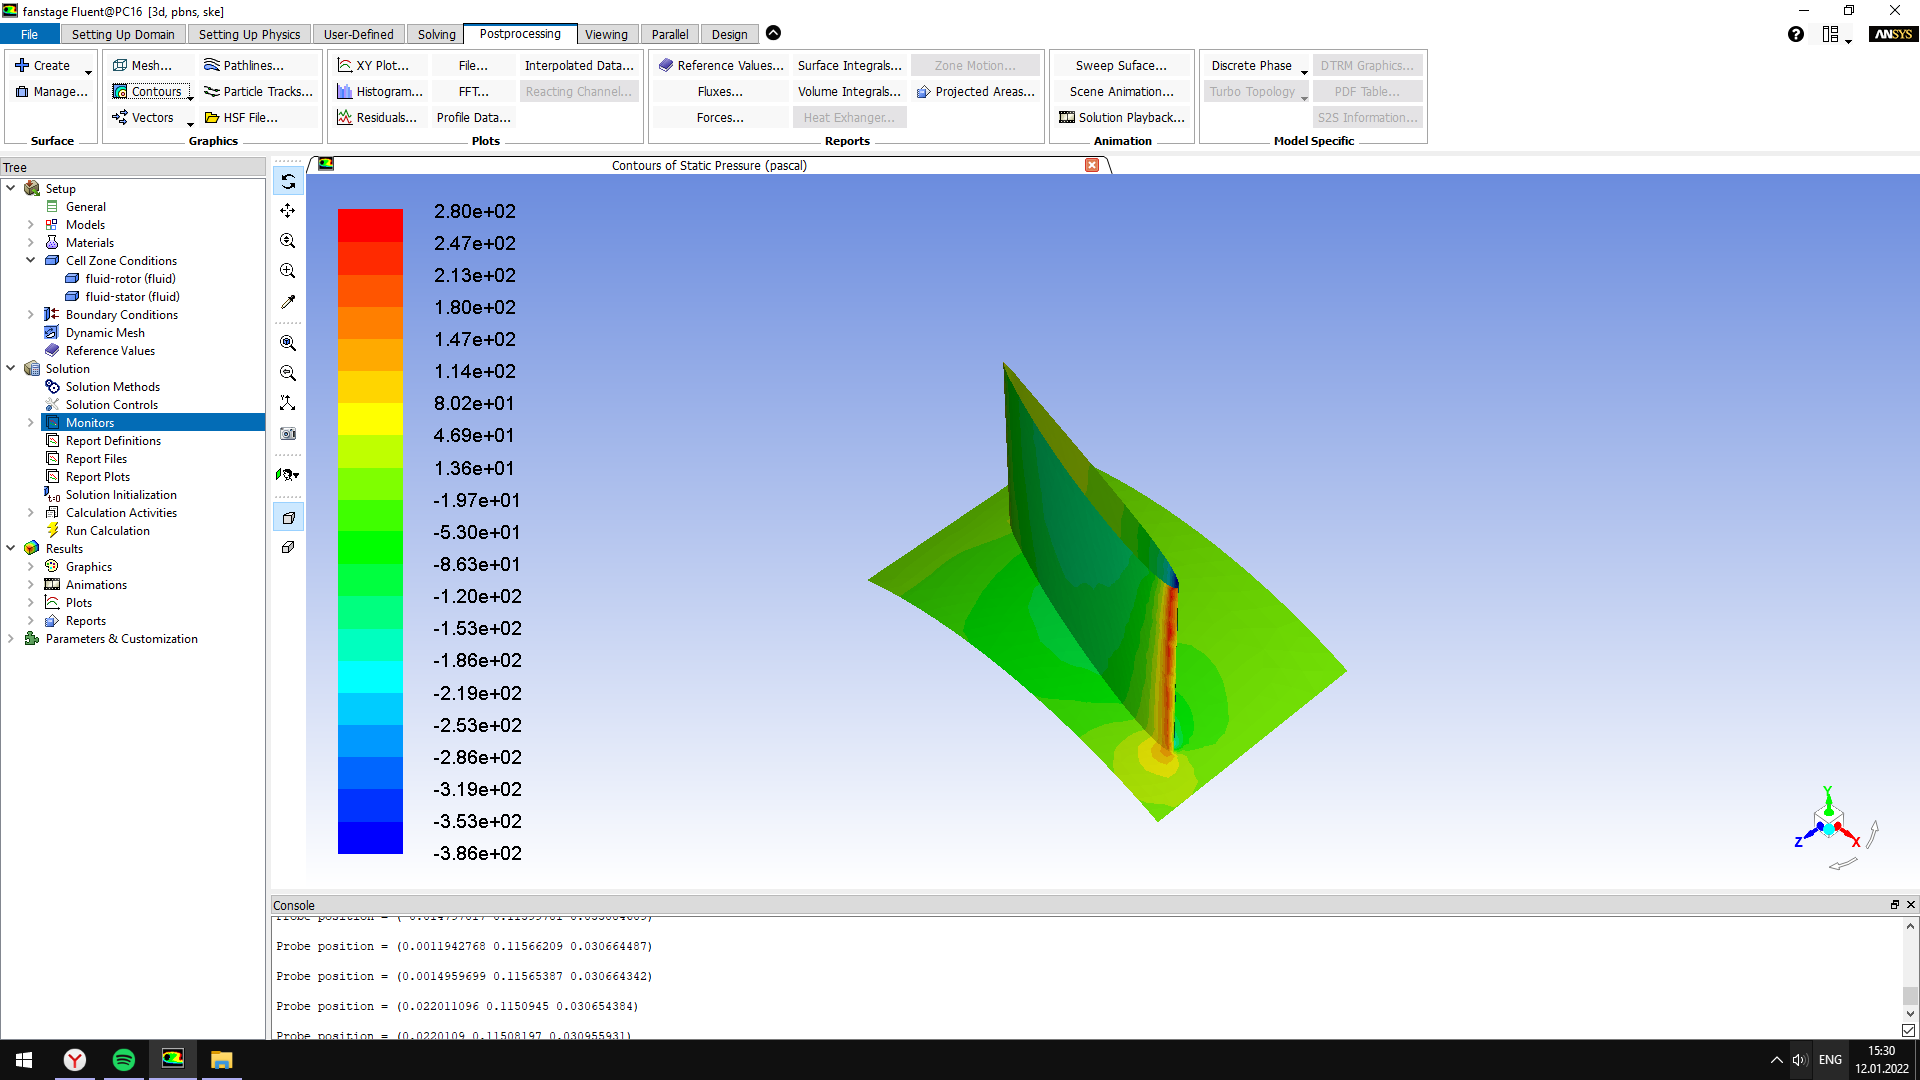 fanstage Fluent@PC16 [3d, pbns, ske]
File Setting Up Domain Setting Up Physics User-Defined Solving Postprocessing Viewing Parallel Design
ANSYS
Create Mesh... Pathlines... XY Plot... File... Interpolated Data... Reference Values... Surface Integrals... Zone Motion... Sweep Suface... Discrete Phase DTRM Graphics...
Manage... Contours Particle Tracks... Histogram... FFT... Reacting Channel... Fluxes... Volume Integrals... Projected Areas... Scene Animation... Turbo Topology PDF Table...
Vectors HSF File... Residuals... Profile Data... Forces... Heat Exhanger... Solution Playback... S2S Information...
Surface Graphics Plots Reports Animation Model Specific
Tree
Setup
General
Models
Materials
Cell Zone Conditions
fluid-rotor (fluid)
fluid-stator (fluid)
Boundary Conditions
Dynamic Mesh
Reference Values
Solution
Solution Methods
Solution Controls
Monitors
Report Definitions
Report Files
Report Plots
Solution Initialization
Calculation Activities
Run Calculation
Results
Graphics
Animations
Plots
Reports
Parameters & Customization
Contours of Static Pressure (pascal)
2.80e+02
2.47e+02
2.13e+02
1.80e+02
1.47e+02
1.14e+02
8.02e+01
4.69e+01
1.36e+01
-1.97e+01
-5.30e+01
-8.63e+01
-1.20e+02
-1.53e+02
-1.86e+02
-2.19e+02
-2.53e+02
-2.86e+02
-3.19e+02
-3.53e+02
-3.86e+02
Y
Z
X
Console
Probe position = (0.0011942768 0.11566209 0.030664487)
Probe position = (0.0014959699 0.11565387 0.030664342)
Probe position = (0.022011096 0.1150945 0.030654384)
Probe position = (0.0220109 0.11508197 0.030955931)
ENG
15:30
12.01.2022